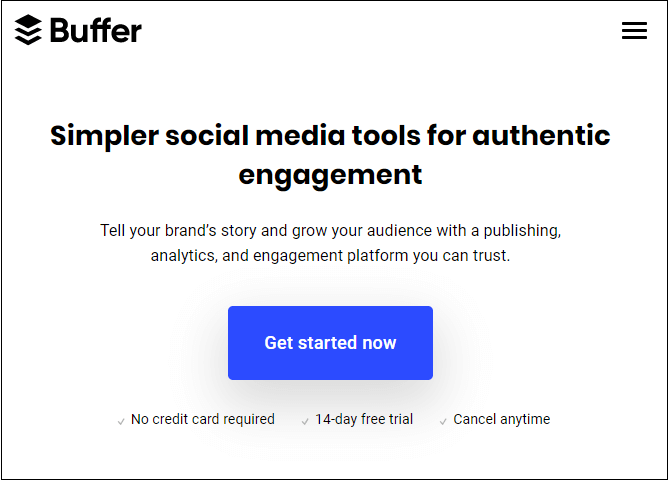 Buffer
Simpler social media tools for authentic
engagement
Tell your brand’s story and grow your audience with a publishing,
analytics, and engagement platform you can trust.
Get started now
No credit card required
14-day free trial
Cancel anytime